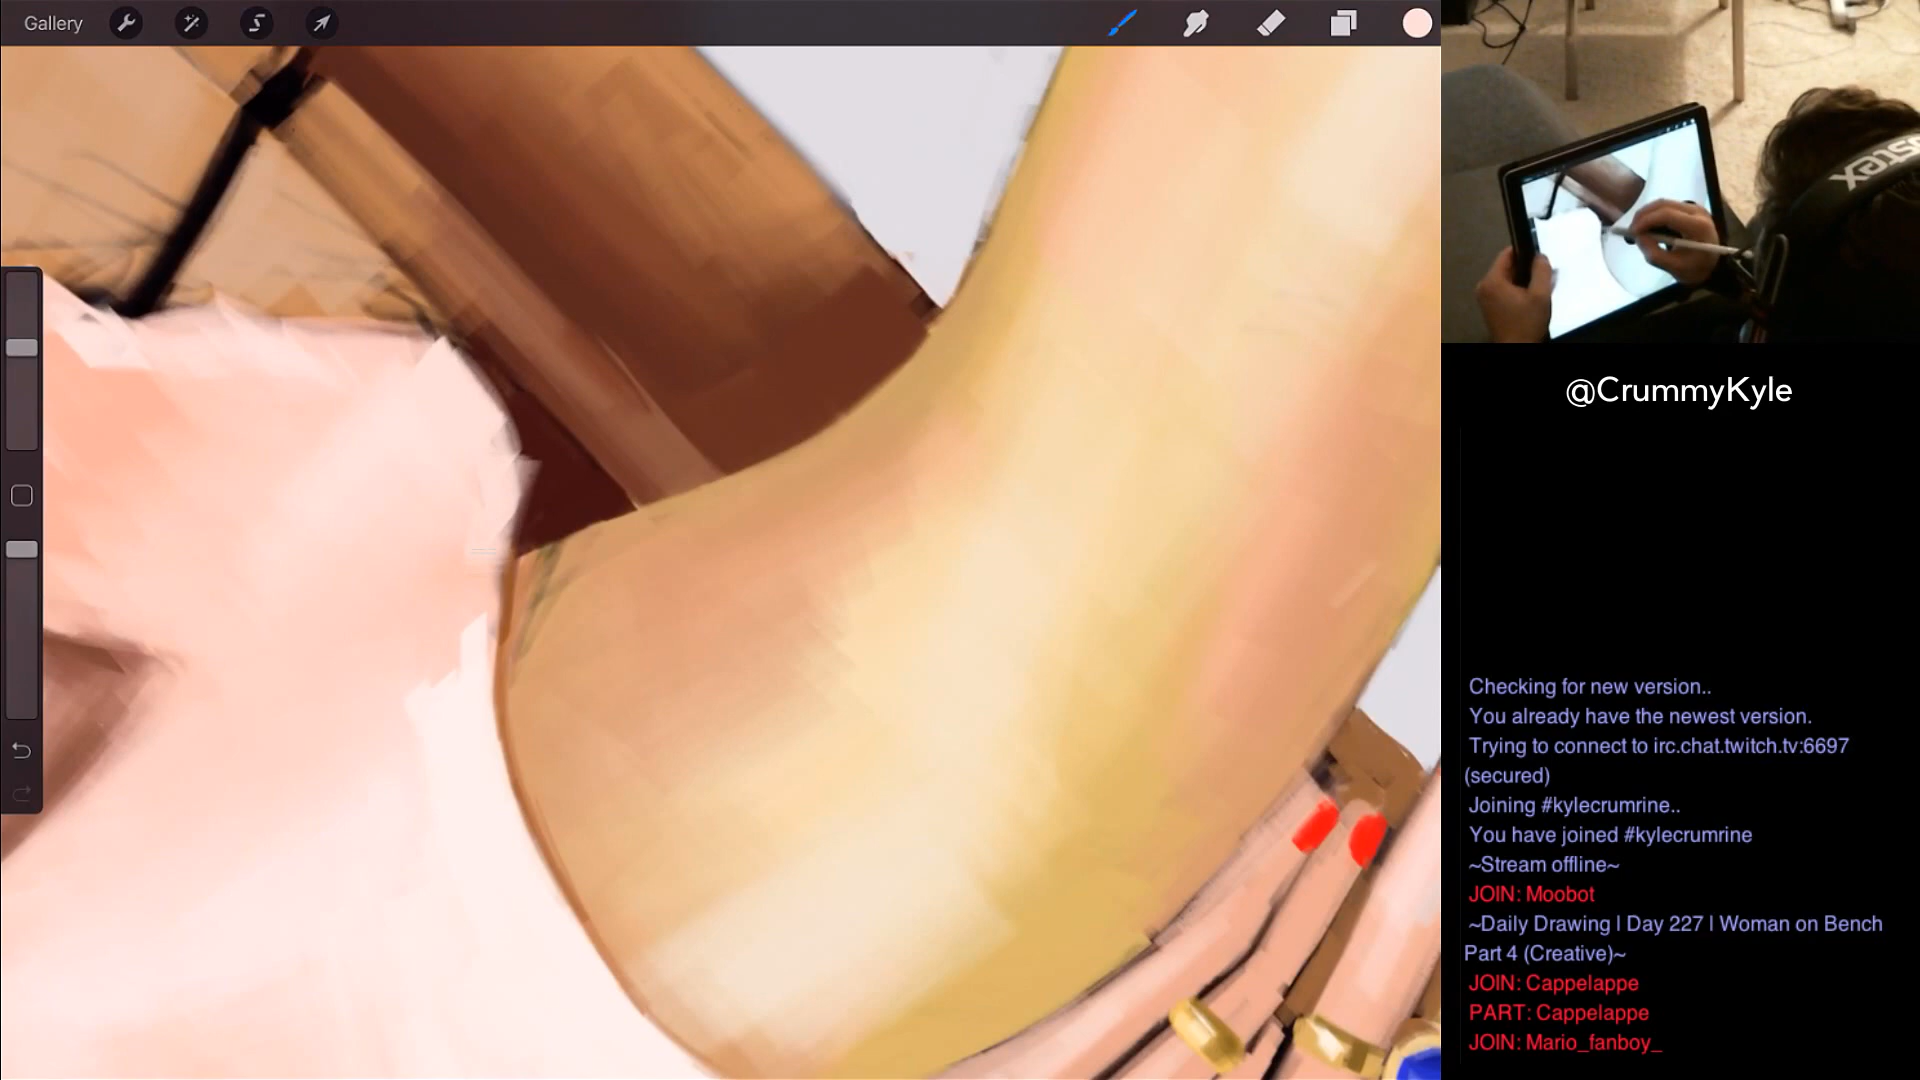 Gallery
@CrummyKyle
Checking for new version..
You already have the newest version.
Trying to connect to irc.chat.twitch.tv:6697
(secured)
Joining #kylecrumrine..
You have joined #kylecrumrine
~Stream offline~
JOIN: Moobot
~Daily Drawing | Day 227 | Woman on Bench
Part 4 (Creative)~
JOIN: Cappelappe
PART: Cappelappe
JOIN: Mario_fanboy_